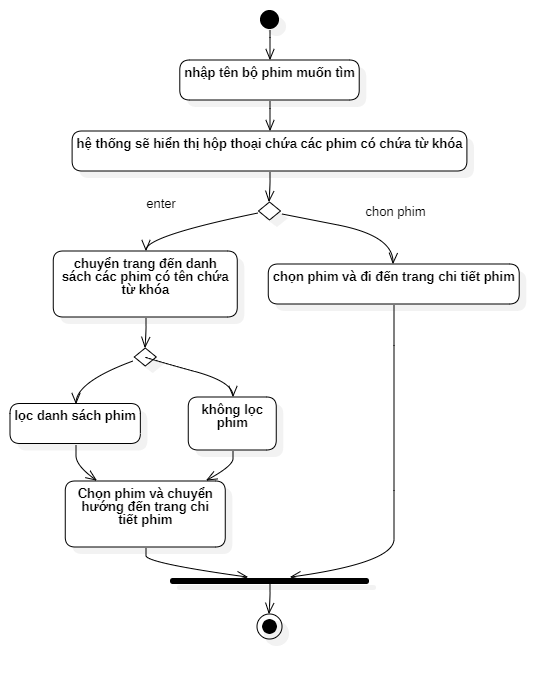 nhập tên bộ phim muốn tìm
hệ thống sẽ hiển thị hộp thoại chứa các phim có chứa từ khóa
enter
chon phim
chuyển trang đến danh
sách các phim có tên chứa
từ khóa
chọn phim và đi đến trang chi tiết phim
lọc danh sách phim
không lọc
phim
Chọn phim và chuyển
hướng đến trang chi
tiết phim